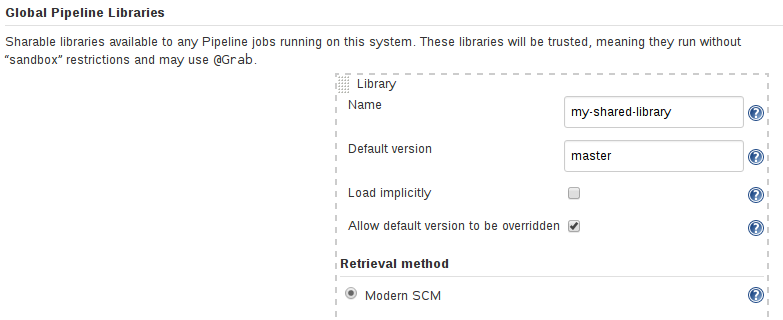 Global Pipeline Libraries
Sharable libraries available to any Pipeline jobs running on this system. These libraries will be trusted, meaning they run without
“sandbox” restrictions and may use @Grab.
Library
Name
my-shared-library
Default version
master
Load implicitly
Allow default version to be overridden
Retrieval method
Modern SCM